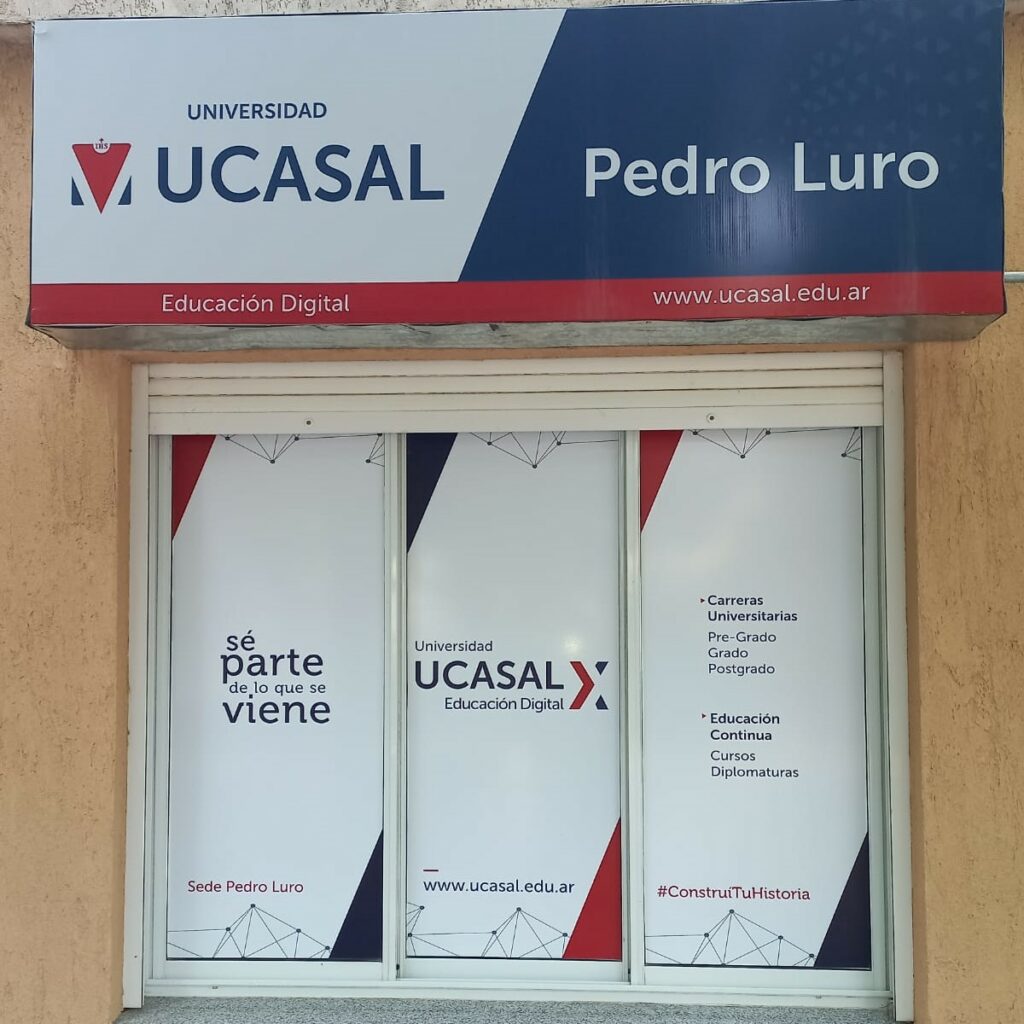 UNIVERSIDAD
IHS
UCASAL
Pedro Luro
Educación Digital
www.ucasal.edu.ar
sé
parte
de lo que se
viene
Sede Pedro Luro
Universidad
UCASAL
Educación Digital
www.ucasal.edu.ar
Carreras
Universitarias
Pre-Grado
Grado
Postgrado
Educación
Continua
Cursos
Diplomaturas
#ConstruíTuHistoria